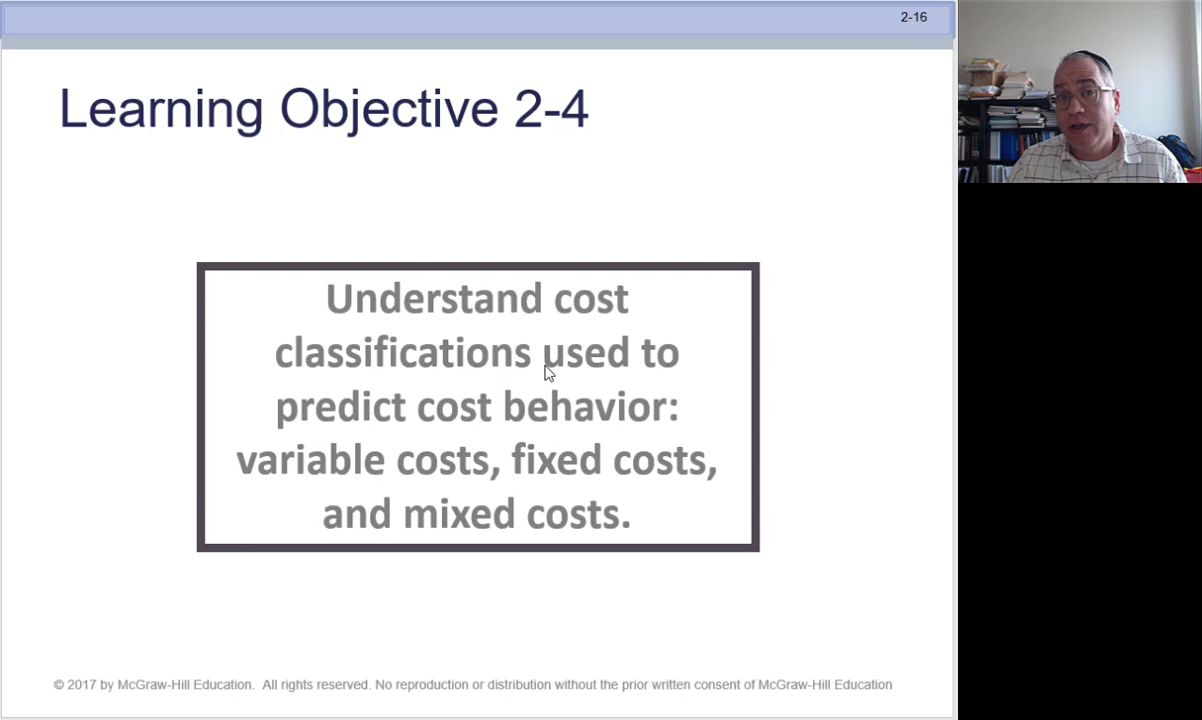 2-16
Learning Objective 2-4
Understand cost
classifications used to
predict cost behavior:
variable costs, fixed costs,
and mixed costs.
© 2017 by McGraw-Hill Education. All rights reserved. No reproduction or distribution without the prior written consent of McGraw-Hill Education